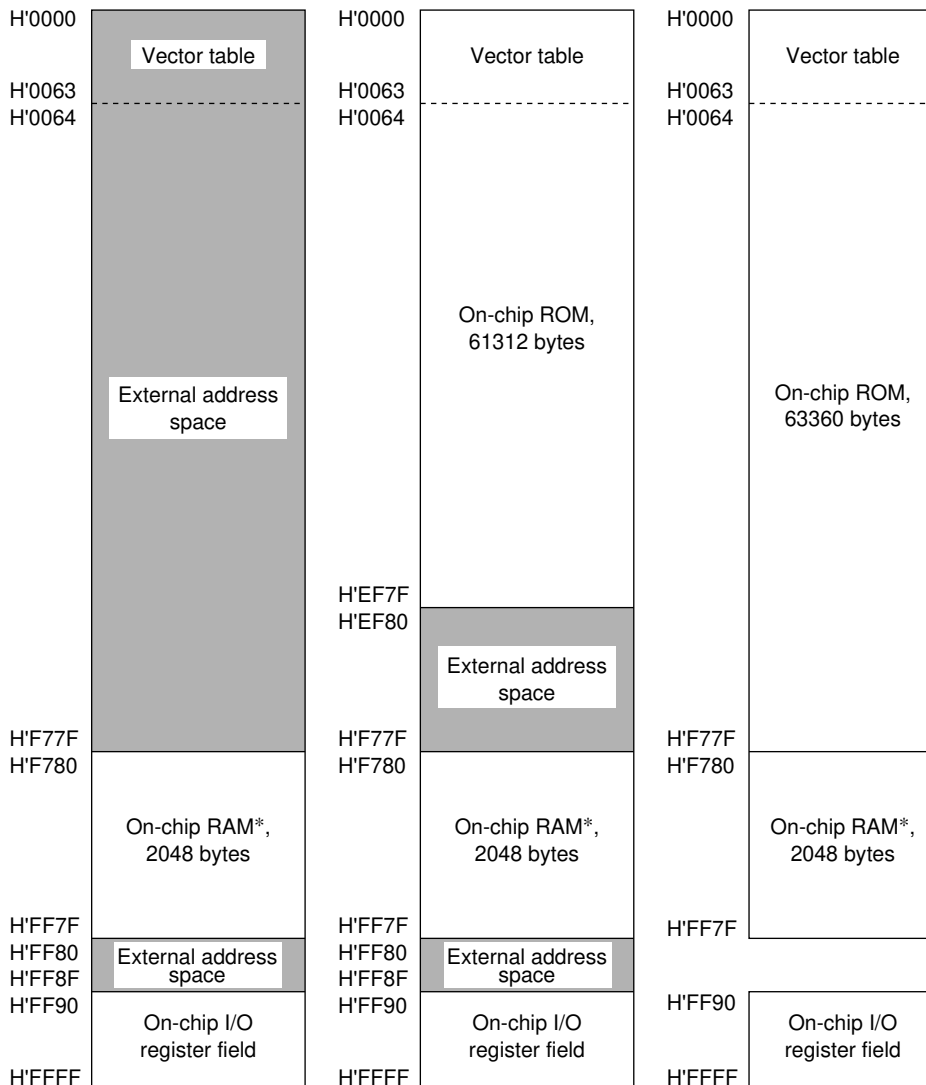 H'0000
Vector table
H'0063
H'0064
External address
space
H'F77F
H'F780
On-chip RAM*,
2048 bytes
H'FF7F
H'FF80
External address
space
H'FF8F
H'FF90
On-chip I/O
register field
H'FFFF
H'0000
Vector table
H'0063
H'0064
On-chip ROM,
61312 bytes
H'EF7F
H'EF80
External address
space
H'F77F
H'F780
On-chip RAM*,
2048 bytes
H'FF7F
H'FF80
External address
space
H'FF8F
H'FF90
On-chip I/O
register field
H'FFFF
H'0000
Vector table
H'0063
H'0064
On-chip ROM,
63360 bytes
H'F77F
H'F780
On-chip RAM*,
2048 bytes
H'FF7F
H'FF90
On-chip I/O
register field
H'FFFF